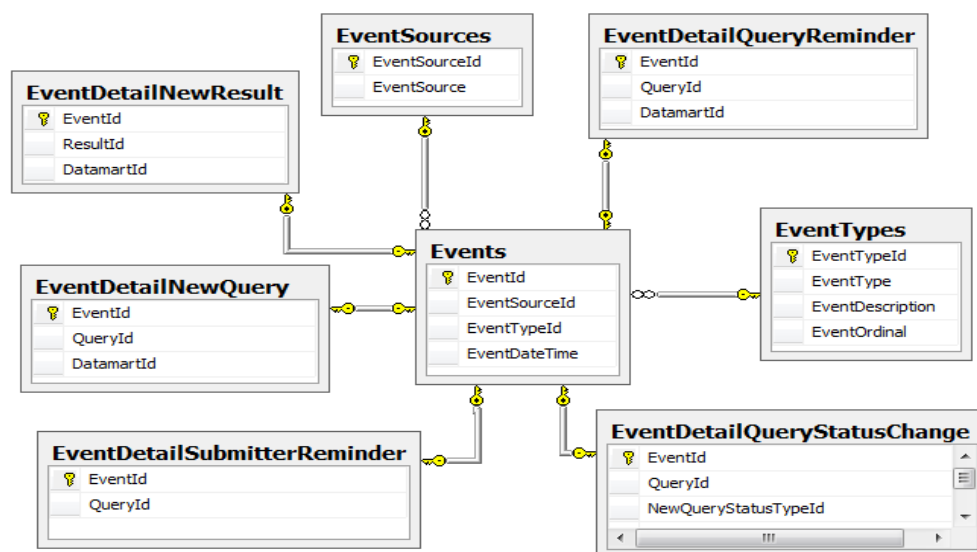 EventSources
EventSourceId
EventSource
EventDetailQueryReminder
EventId
QueryId
DatamartId
EventDetailNewResult
EventId
ResultId
DatamartId
EventTypes
EventTypeId
EventType
EventDescription
EventOrdinal
Events
EventId
EventSourceId
EventTypeId
EventDateTime
EventDetailNewQuery
EventId
QueryId
DatamartId
EventDetailSubmitterReminder
EventId
QueryId
EventDetailQueryStatusChange
EventId
QueryId
NewQueryStatusTypeId